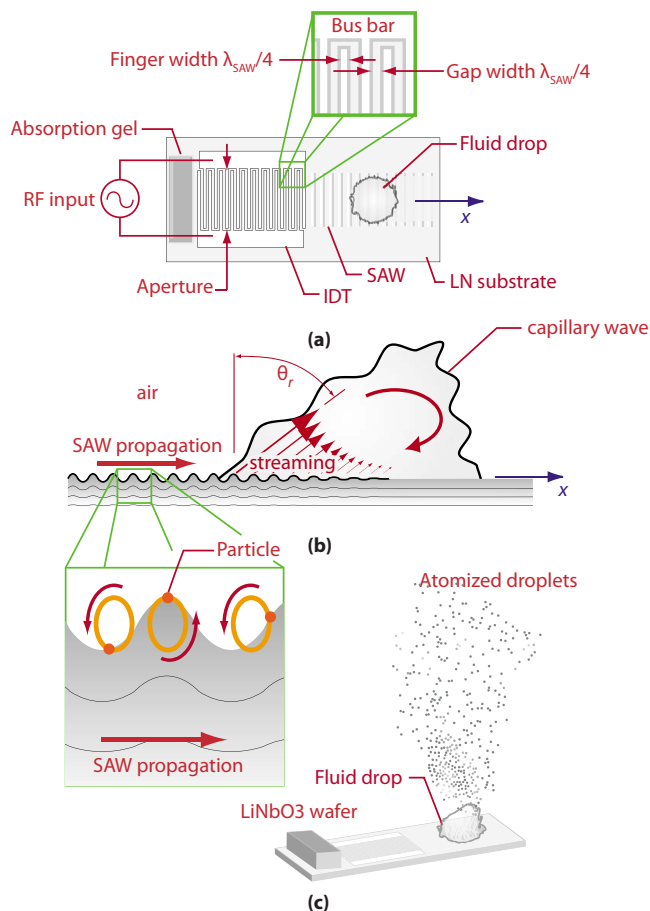 Bus bar
Finger width λSAW/4
Gap width λSAW/4
Absorption gel
Fluid drop
RF input
x
Aperture
IDT
SAW
LN substrate
(a)
capillary wave
θr
air
SAW propagation
streaming
x
(b)
Particle
SAW propagation
Atomized droplets
Fluid drop
LiNbO3 wafer
(c)